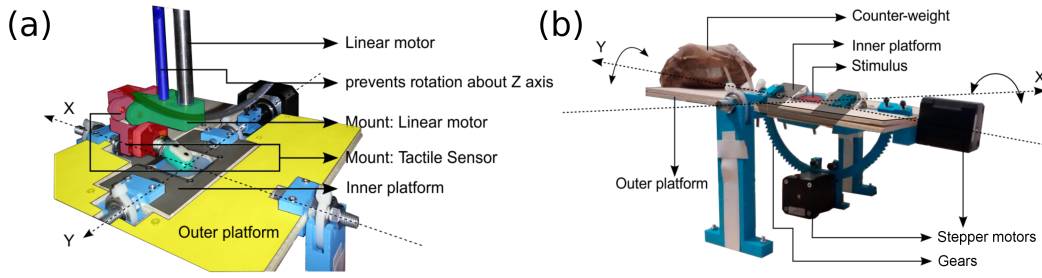 (a)
Linear motor
prevents rotation about Z axis
X
Mount: Linear motor
Mount: Tactile Sensor
Inner platform
Y
Outer platform
(b)
Counter-weight
Y
Inner platform
Stimulus
X
Outer platform
Stepper motors
Gears